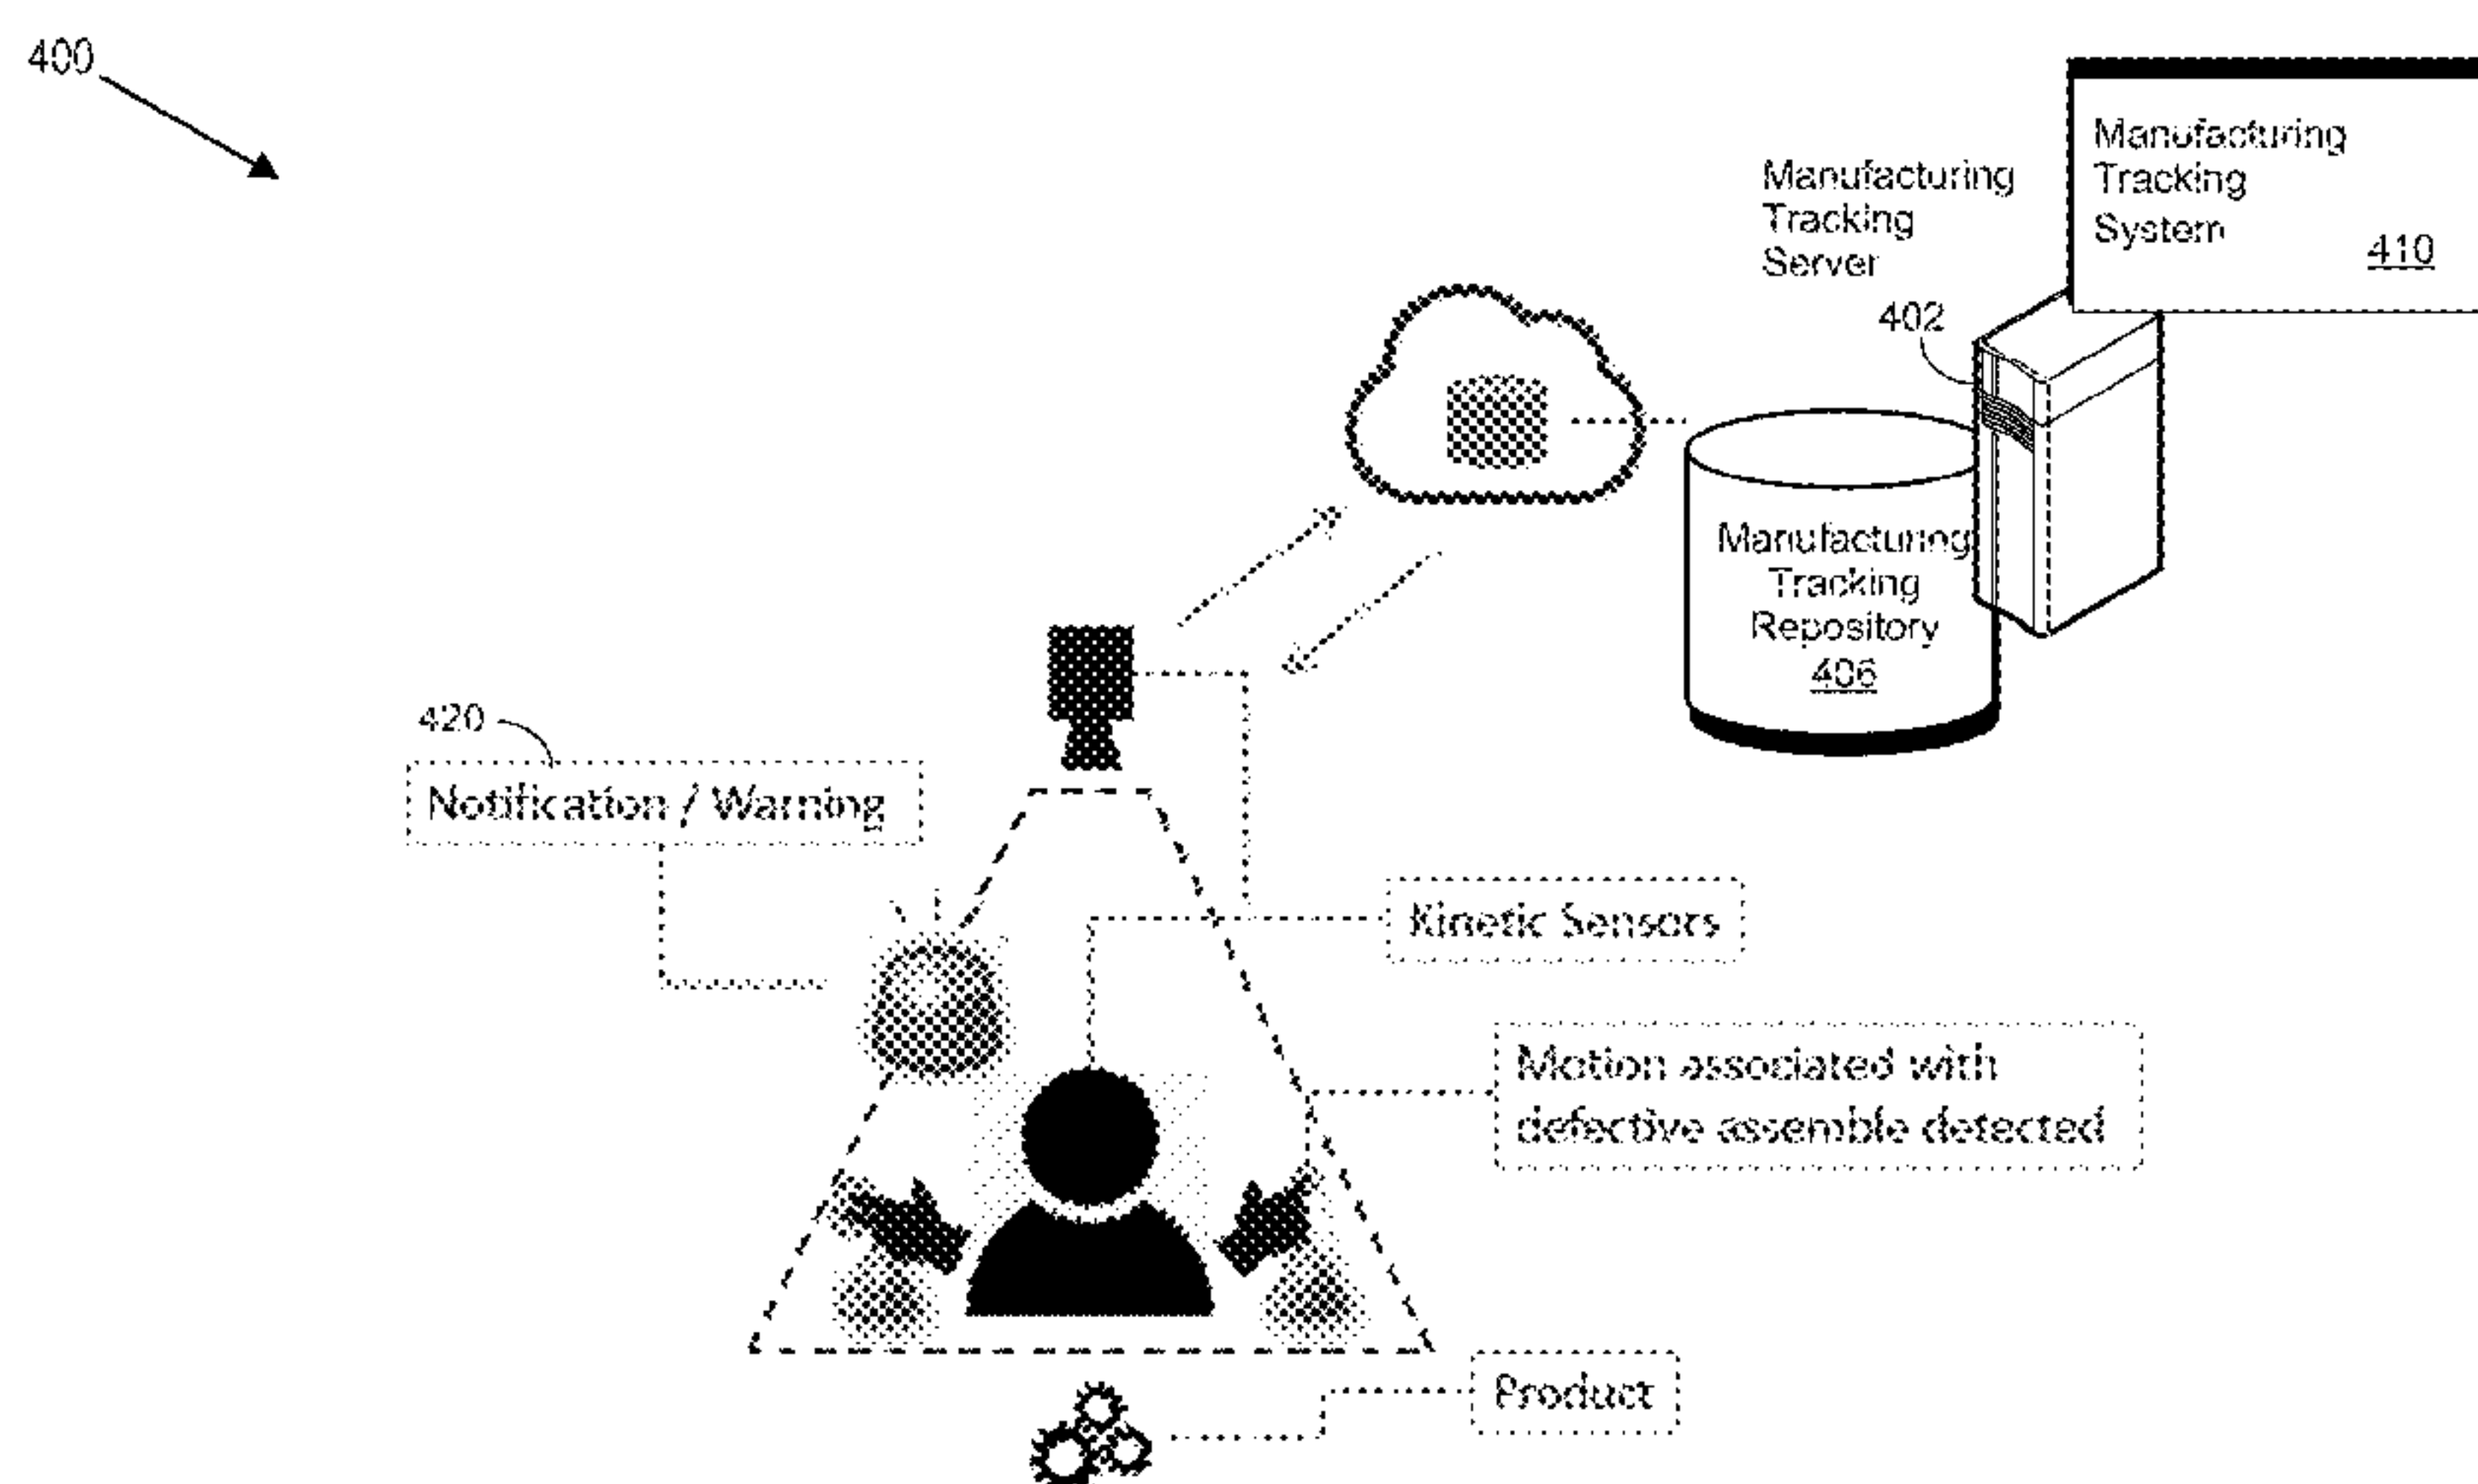 400
Manufacturing
Tracking
System
410
Manufacturing
Tracking
Server
402
Manufacturing
Tracking
Repository
406
420
Notification / Warning
Kinetic Sensors
Motion associated with
defective assemble detected
Product